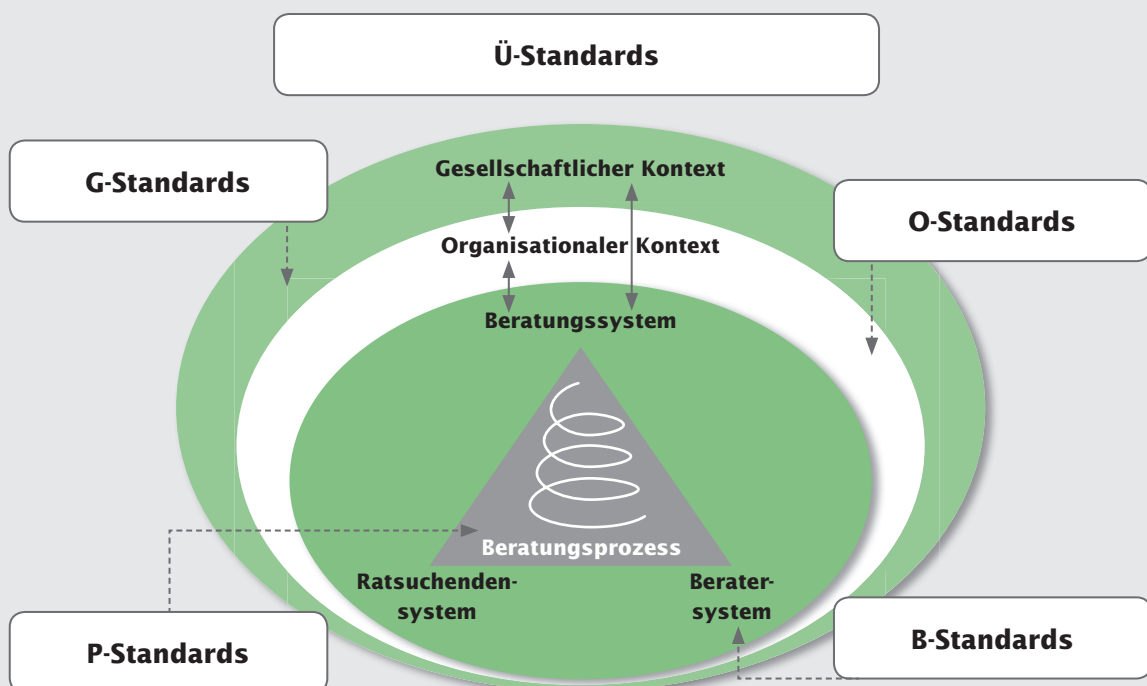 Ü-Standards
G-Standards
Gesellschaftlicher Kontext
O-Standards
Organisationaler Kontext
Beratungssystem
Beratungsprozess
Ratsuchenden-
system
Berater-
system
P-Standards
B-Standards